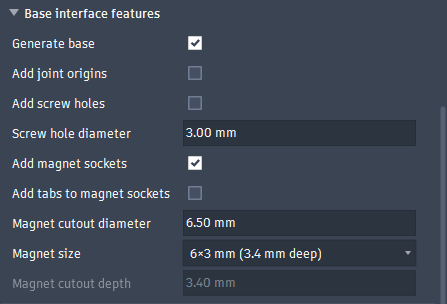 Base interface features
Generate base
Add joint origins
Add screw holes
Screw hole diameter 3.00 mm
Add magnet sockets
Add tabs to magnet sockets
Magnet cutout diameter 6.50 mm
Magnet size 6×3 mm (3.4 mm deep)
Magnet cutout depth 3.40 mm